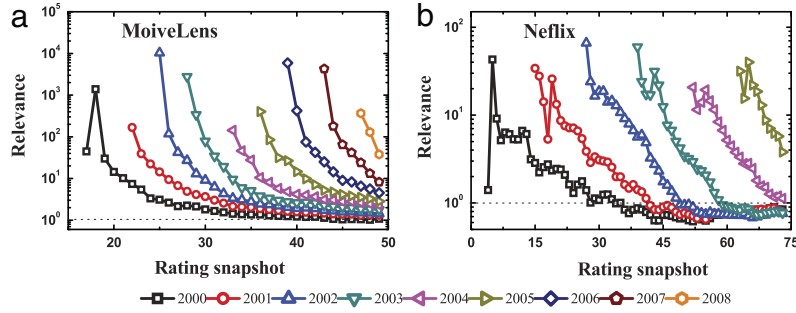 a
MoiveLens
Relevance
10^5
10^4
10^3
10^2
10^1
10^0
20 30 40 50
Rating snapshot
b
Neflix
Relevance
10^2
10^1
10^0
0 15 30 45 60 75
Rating snapshot
2000 2001 2002 2003 2004 2005 2006 2007 2008